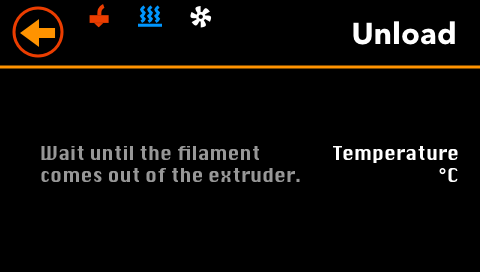 Unload
Wait until the filament
comes out of the extruder.
Temperature
°C